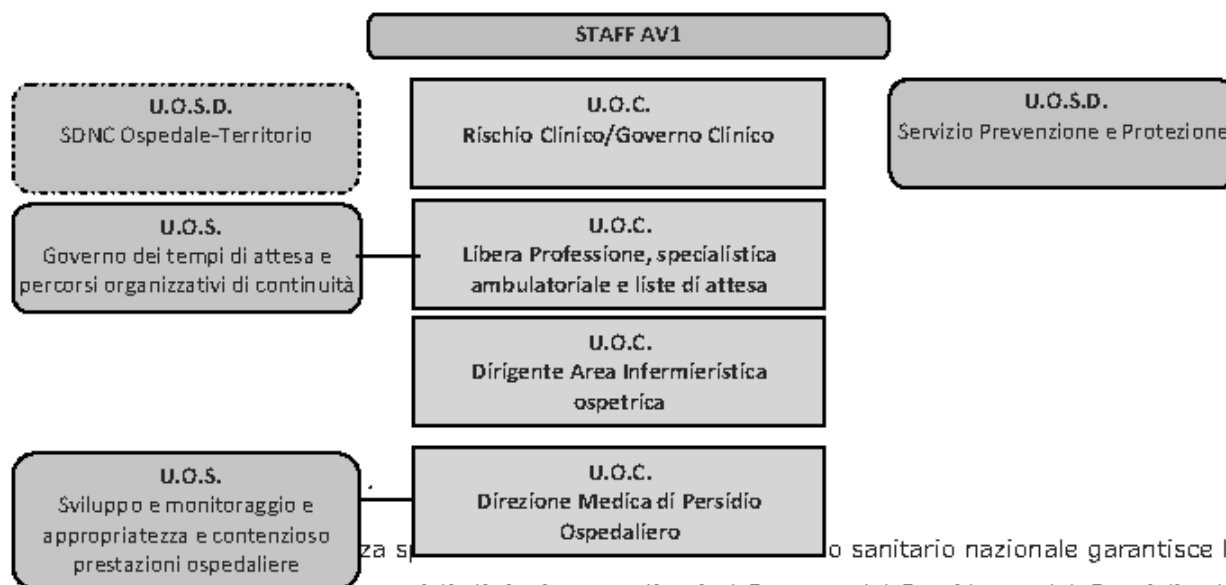 STAFF AV1
U.O.S.D.
SDNC Ospedale-Territorio
U.O.C.
Rischio Clinico/Governo Clinico
U.O.S.D.
Servizio Prevenzione e Protezione
U.O.S.
Governo dei tempi di attesa e
percorsi organizzativi di continuità
U.O.C.
Libera Professione, specialistica
ambulatoriale e liste di attesa
U.O.C.
Dirigente Area Infermieristica
ospetrica
U.O.S.
Sviluppo e monitoraggio e
appropriatezza e contenzioso
prestazioni ospedaliere
U.O.C.
Direzione Medica di Persidio
Ospedaliero
za sp o sanitario nazionale garantisce